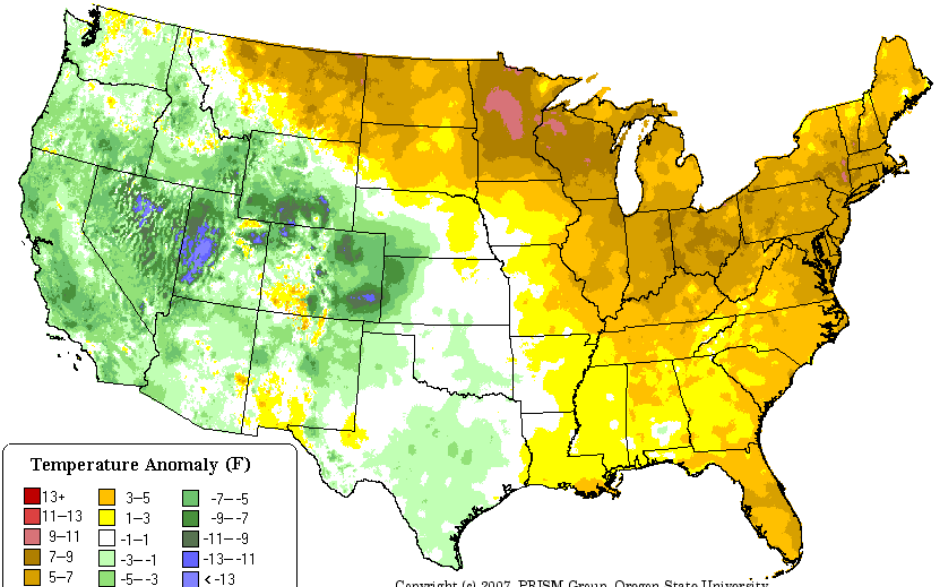 Temperature Anomaly (F)
13+ 3–5 -7–-5
11–13 1–3 -9–-7
9–11 -1–1 -11–-9
7–9 -3–-1 -13–-11
5–7 -5–-3 < -13
Copyright (c) 2007, PRISM Group, Oregon State University